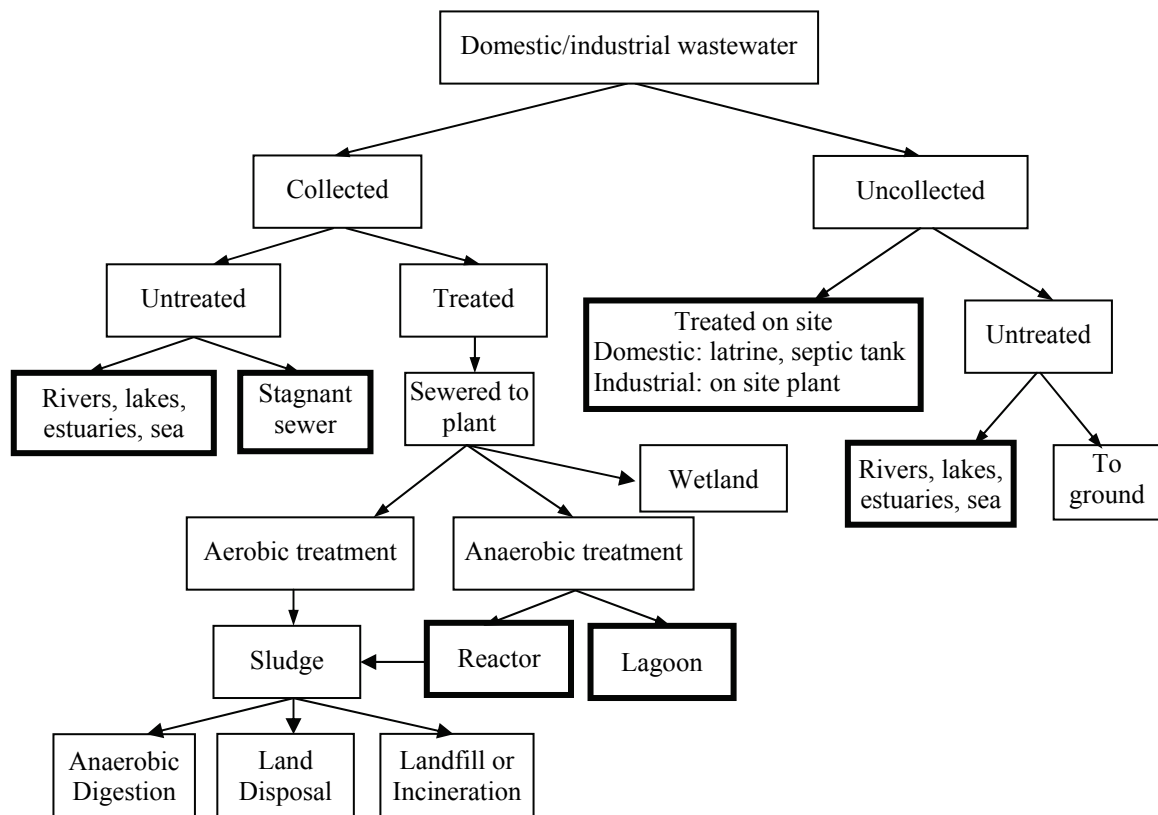 Domestic/industrial wastewater
Collected
Uncollected
Untreated
Treated
Treated on site
Domestic: latrine, septic tank
Industrial: on site plant
Untreated
Rivers, lakes,
estuaries, sea
Stagnant
sewer
Sewered to
plant
Rivers, lakes,
estuaries, sea
To
ground
Wetland
Aerobic treatment
Anaerobic treatment
Sludge
Reactor
Lagoon
Anaerobic
Digestion
Land
Disposal
Landfill or
Incineration